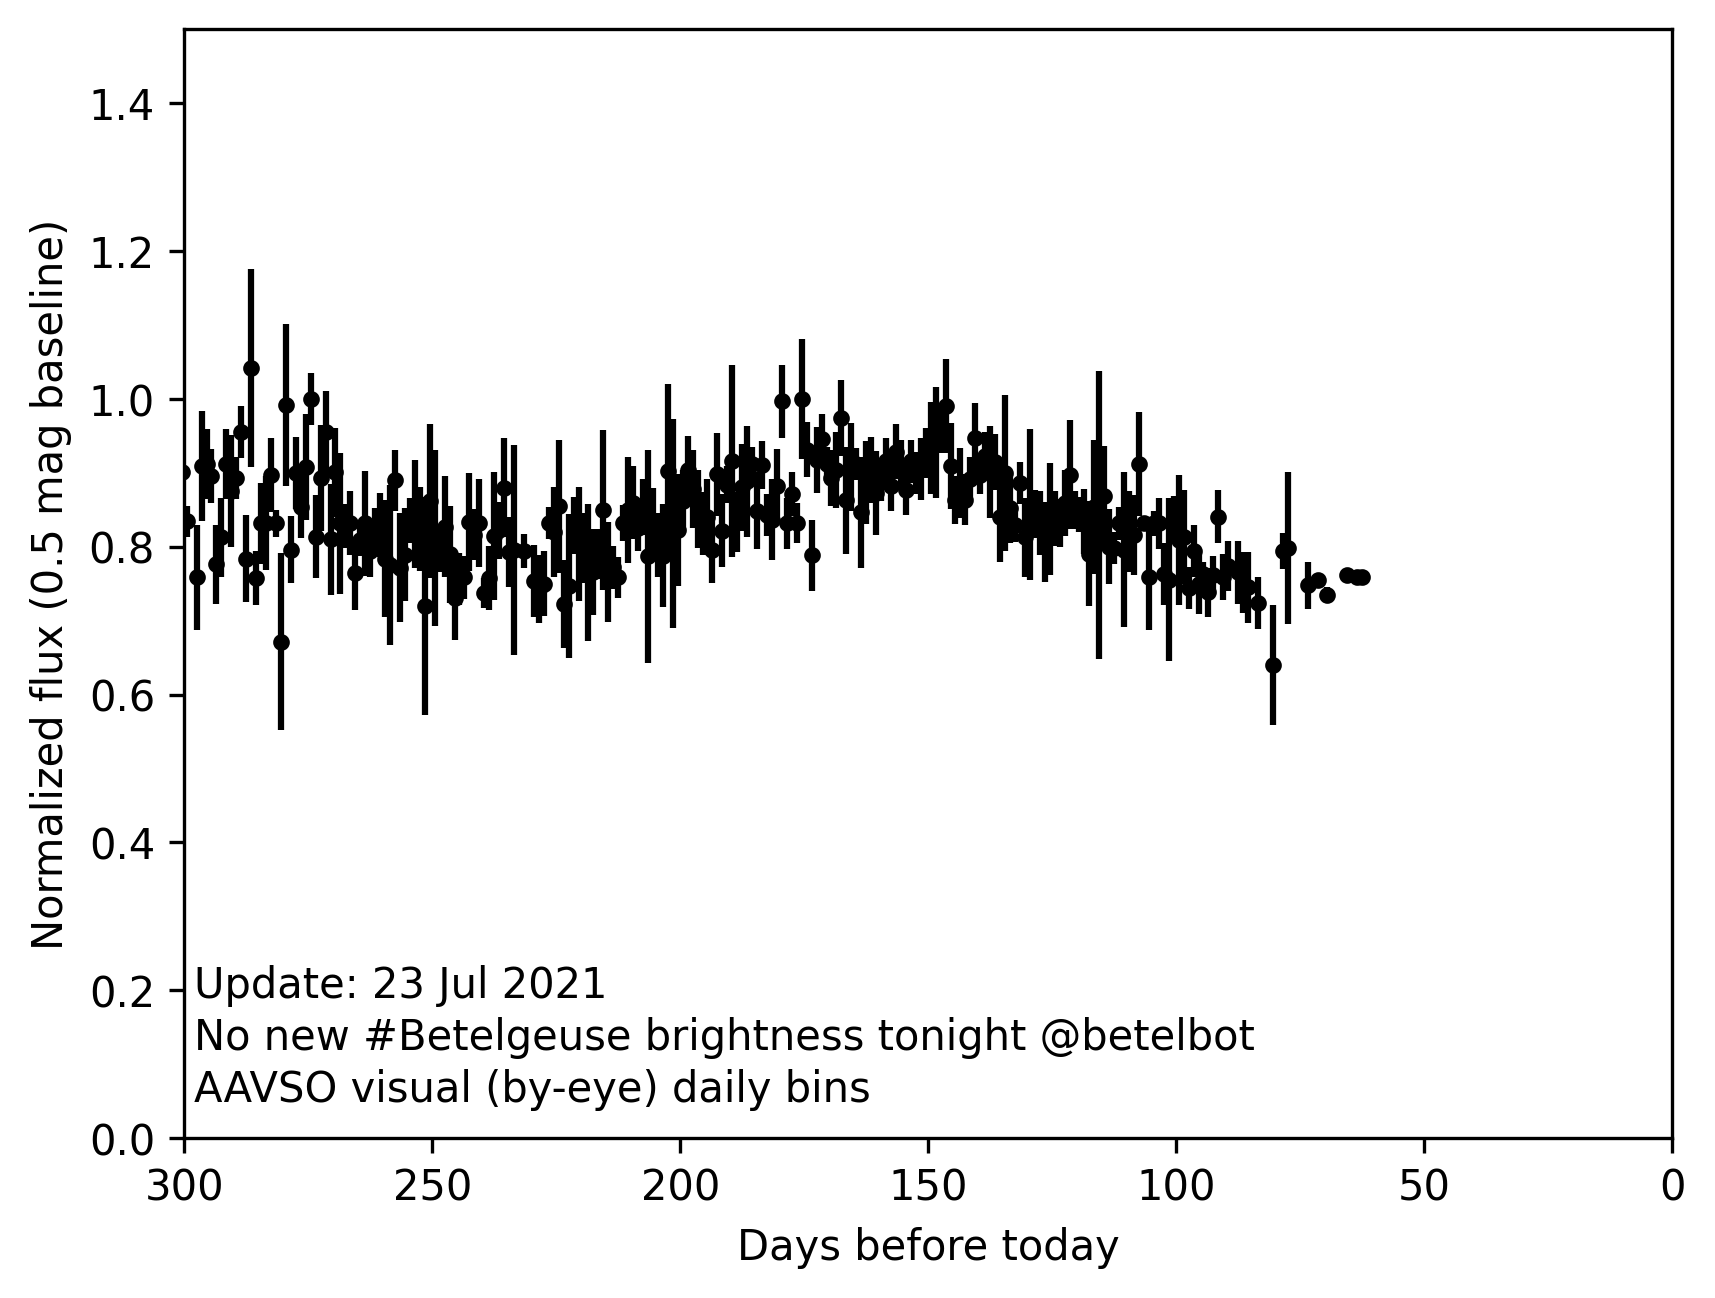 1.4
1.2
1.0
0.8
0.6
0.4
0.2
0.0
Normalized flux (0.5 mag baseline)
Update: 23 Jul 2021
No new #Betelgeuse brightness tonight @betelbot
AAVSO visual (by-eye) daily bins
300 250 200 150 100 50 0
Days before today